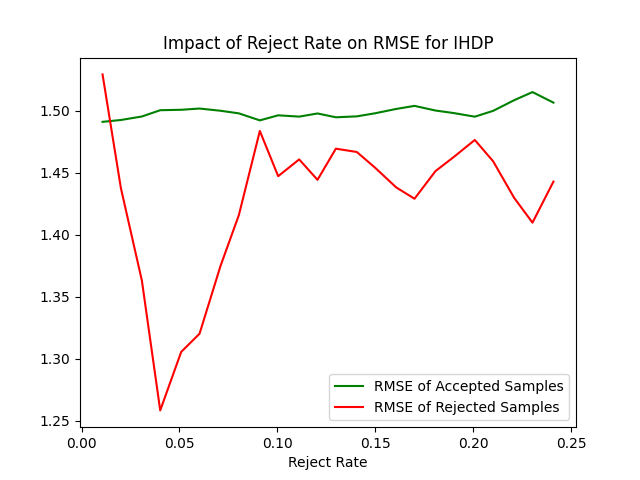 Impact of Reject Rate on RMSE for IHDP
1.50
1.45
1.40
1.35
1.30
1.25
RMSE of Accepted Samples
RMSE of Rejected Samples
0.00 0.05 0.10 0.15 0.20 0.25
Reject Rate